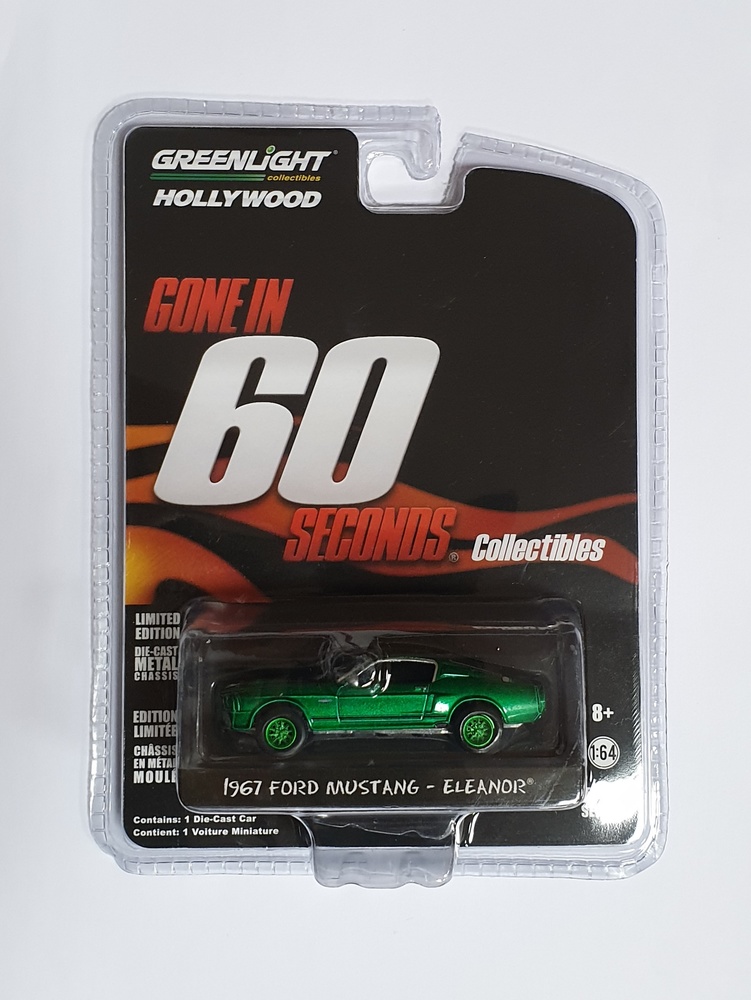 GREENLiGHT®
collectibles
HOLLYWOOD
GONE IN
60
SECONDS® Collectibles
LIMITED
EDITION
DIE-CAST
METAL
CHASSIS
EDITION
LIMITÉE
CHÂSSIS
EN MÉTAL
MOULÉ
8+
1:64
1967 FORD MUSTANG - ELEANOR®
Contains: 1 Die-Cast Car
Contient: 1 Voiture Miniature